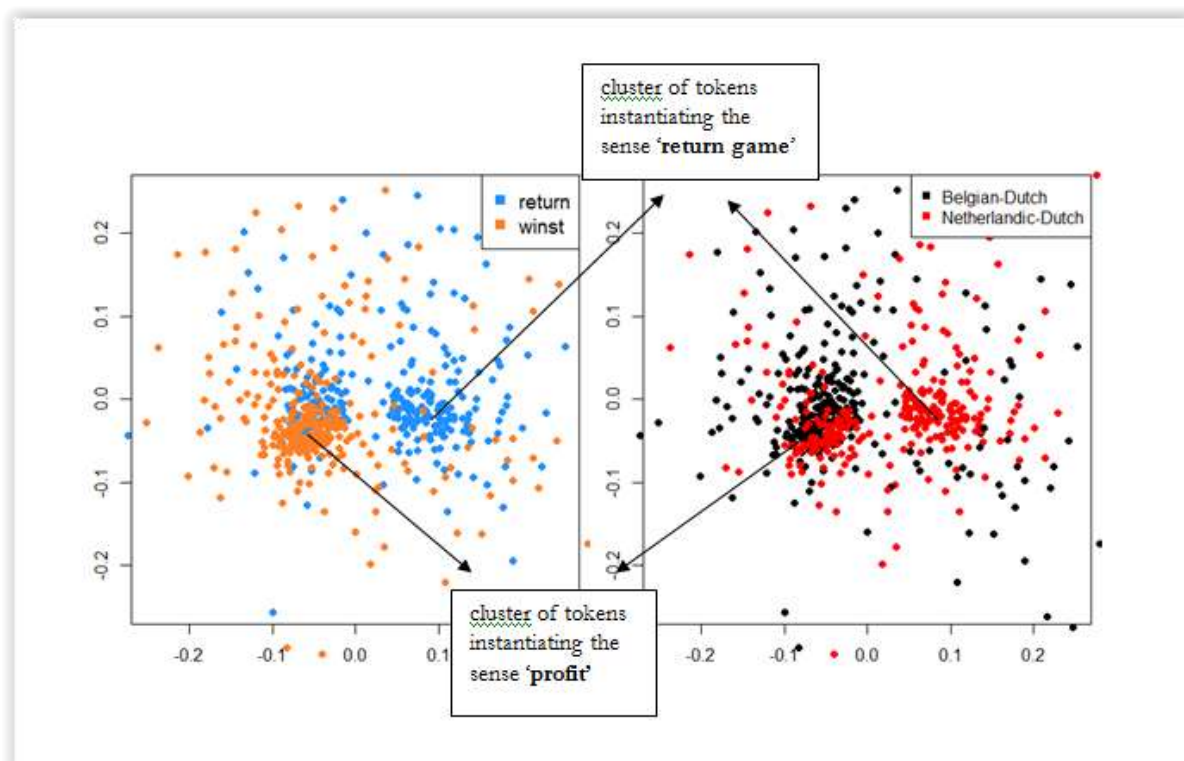 cluster of tokens
instantiating the
sense ‘return game’
return
winst
Belgian-Dutch
Netherlandic-Dutch
0.2
0.1
0.0
-0.1
-0.2
-0.2
-0.1
0.0
0.1
0.2
0.1
0.0
-0.1
-0.2
-0.2
-0.1
0.0
0.1
0.2
cluster of tokens
instantiating the
sense ‘profit’